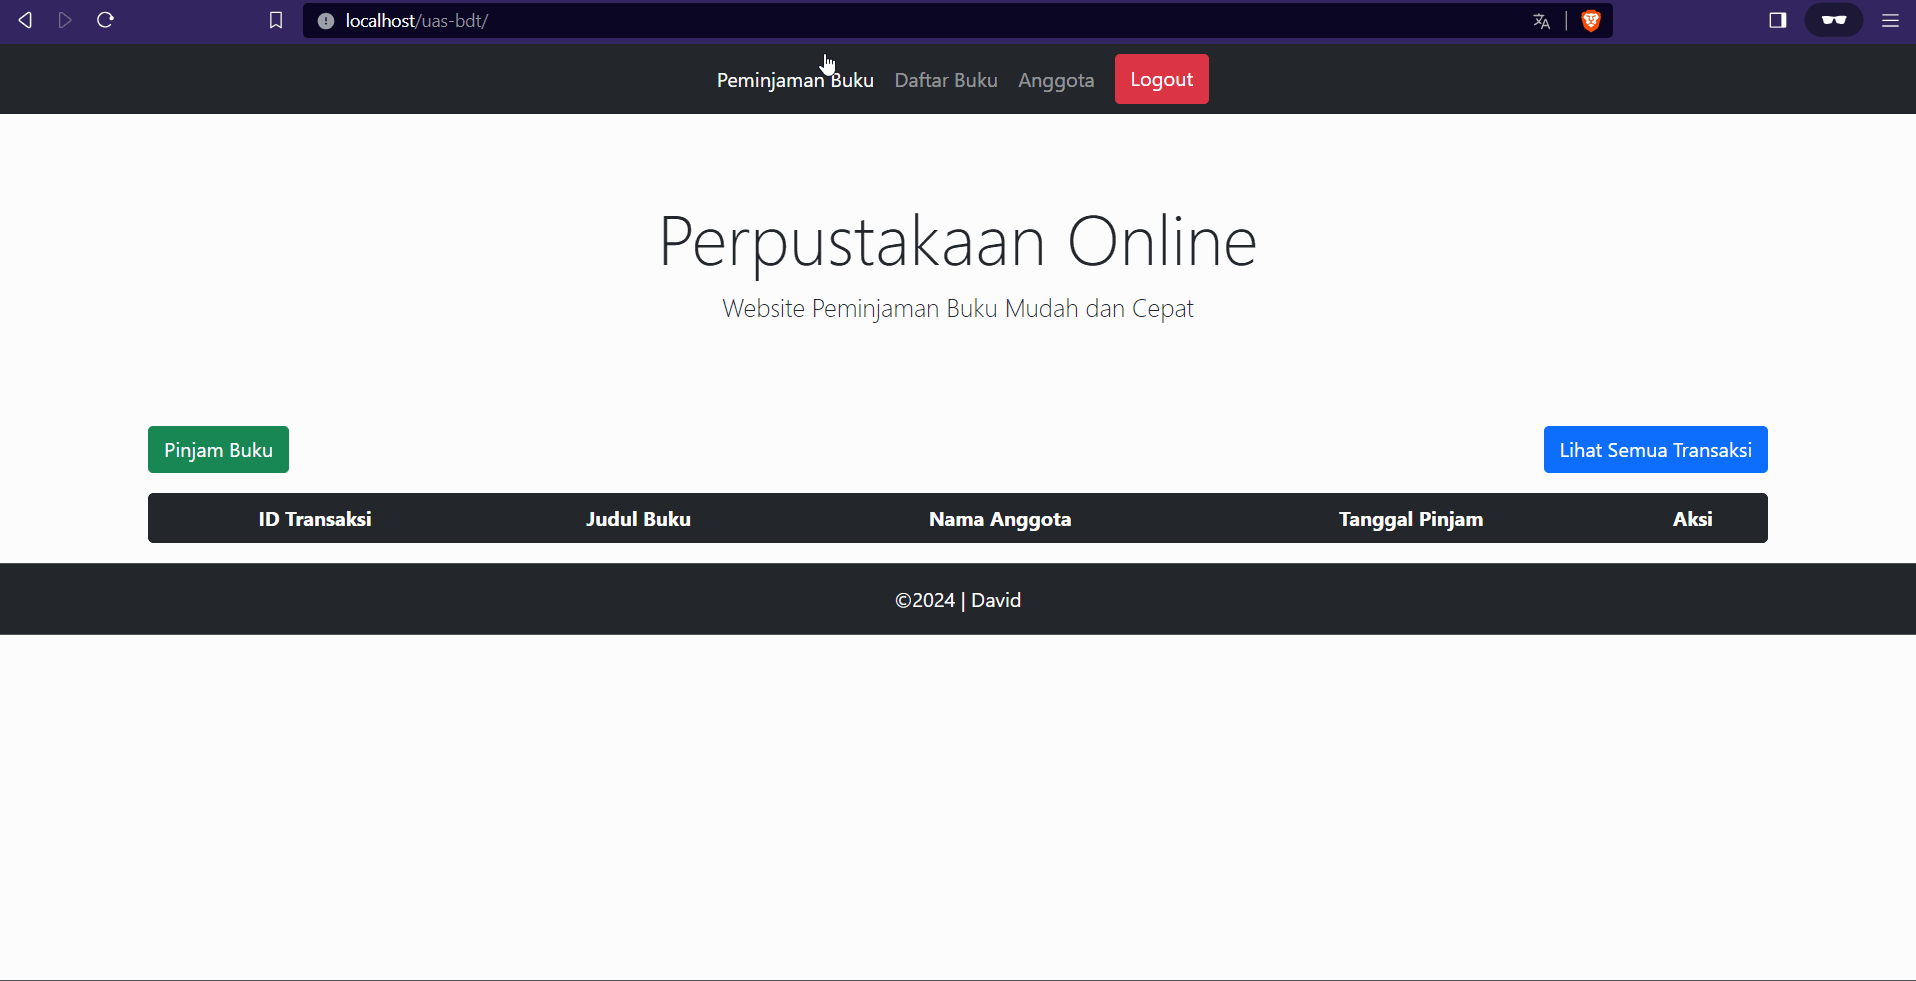 localhost/uas-bdt/
Peminjaman Buku Daftar Buku Anggota Logout
Perpustakaan Online
Website Peminjaman Buku Mudah dan Cepat
Pinjam Buku Lihat Semua Transaksi
ID Transaksi Judul Buku Nama Anggota Tanggal Pinjam Aksi
©2024 | David